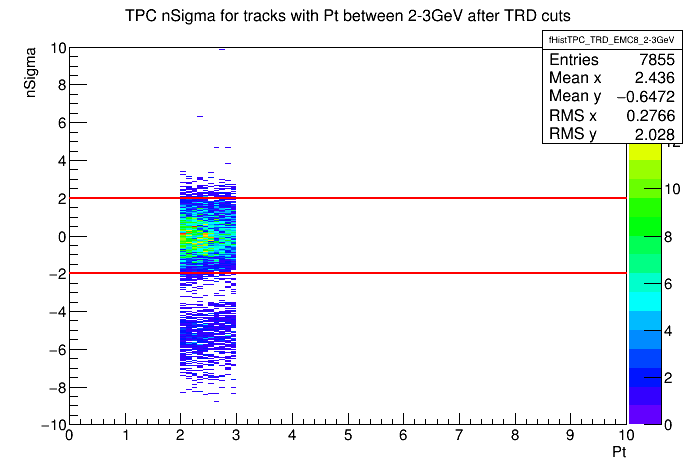 TPC nSigma for tracks with Pt between 2-3GeV after TRD cuts
fHistTPC_TRD_EMC8_2-3GeV
Entries 7855
Mean x 2.436
Mean y −0.6472
RMS x 0.2766
RMS y 2.028
nSigma
10
8
6
4
2
0
−2
−4
−6
−8
−10
0 1 2 3 4 5 6 7 8 9 10
Pt
12
10
8
6
4
2
0